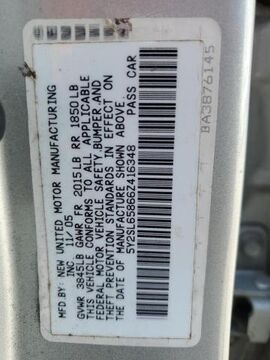 MFD BY: NEW UNITED MOTOR MANUFACTURING
INC 11/05
GVWR 3845LB GAWR FR 2015LB RR 1850LB
THIS VEHICLE CONFORMS TO ALL APPLICABLE
FEDERAL MOTOR VEHICLE SAFETY, BUMPER, AND
THEFT PREVENTION STANDARDS IN EFFECT ON
THE DATE OF MANUFACTURE SHOWN ABOVE.
5Y2SL65866Z416348 PASS CAR
BA3B76145